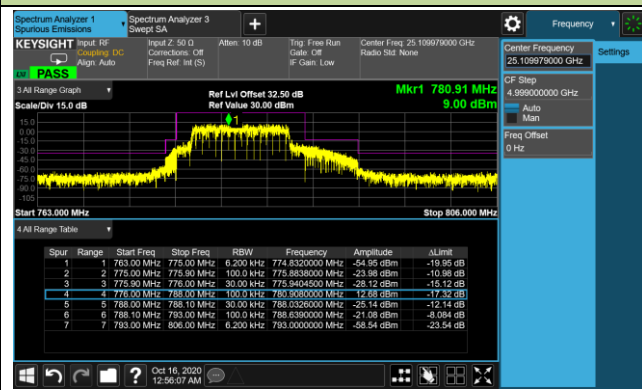 Spectrum Analyzer 1
Spurious Emissions
Spectrum Analyzer 3
Swept SA
+
Frequency
KEYSIGHT Input: RF
Coupling: DC
Align: Auto
Input Z: 50 Ω
Corrections: Off
Freq Ref: Int (S)
Atten: 10 dB
Trig: Free Run
Gate: Off
IF Gain: Low
Center Freq: 25.109979000 GHz
Radio Std: None
PASS
Center Frequency
25.109979000 GHz
Settings
CF Step
4.999000000 GHz
Auto
Man
Freq Offset
0 Hz
3 All Range Graph
Scale/Div 15.0 dB
Ref Lvl Offset 32.50 dB
Ref Value 30.00 dBm
Mkr1 780.91 MHz
9.00 dBm
1
15.0
0.00
-15.0
-30.0
-45.0
-60.0
-75.0
-90.0
-105
Start 763.000 MHz
Stop 806.000 MHz
4 All Range Table
Spur Range Start Freq Stop Freq RBW Frequency Amplitude ΔLimit
1 1 763.00 MHz 775.00 MHz 6.200 kHz 774.8320000 MHz -54.95 dBm -19.95 dB
2 2 775.00 MHz 775.90 MHz 100.0 kHz 775.8838000 MHz -23.98 dBm -10.98 dB
3 3 775.90 MHz 776.00 MHz 30.00 kHz 775.9404500 MHz -28.12 dBm -15.12 dB
4 4 776.00 MHz 788.00 MHz 100.0 kHz 780.9080000 MHz 12.68 dBm -17.32 dB
5 5 788.00 MHz 788.10 MHz 30.00 kHz 788.0326000 MHz -25.14 dBm -12.14 dB
6 6 788.10 MHz 793.00 MHz 100.0 kHz 788.6390000 MHz -21.08 dBm -8.084 dB
7 7 793.00 MHz 806.00 MHz 6.200 kHz 793.0000000 MHz -58.54 dBm -23.54 dB
?
Oct 16, 2020
12:56:07 AM